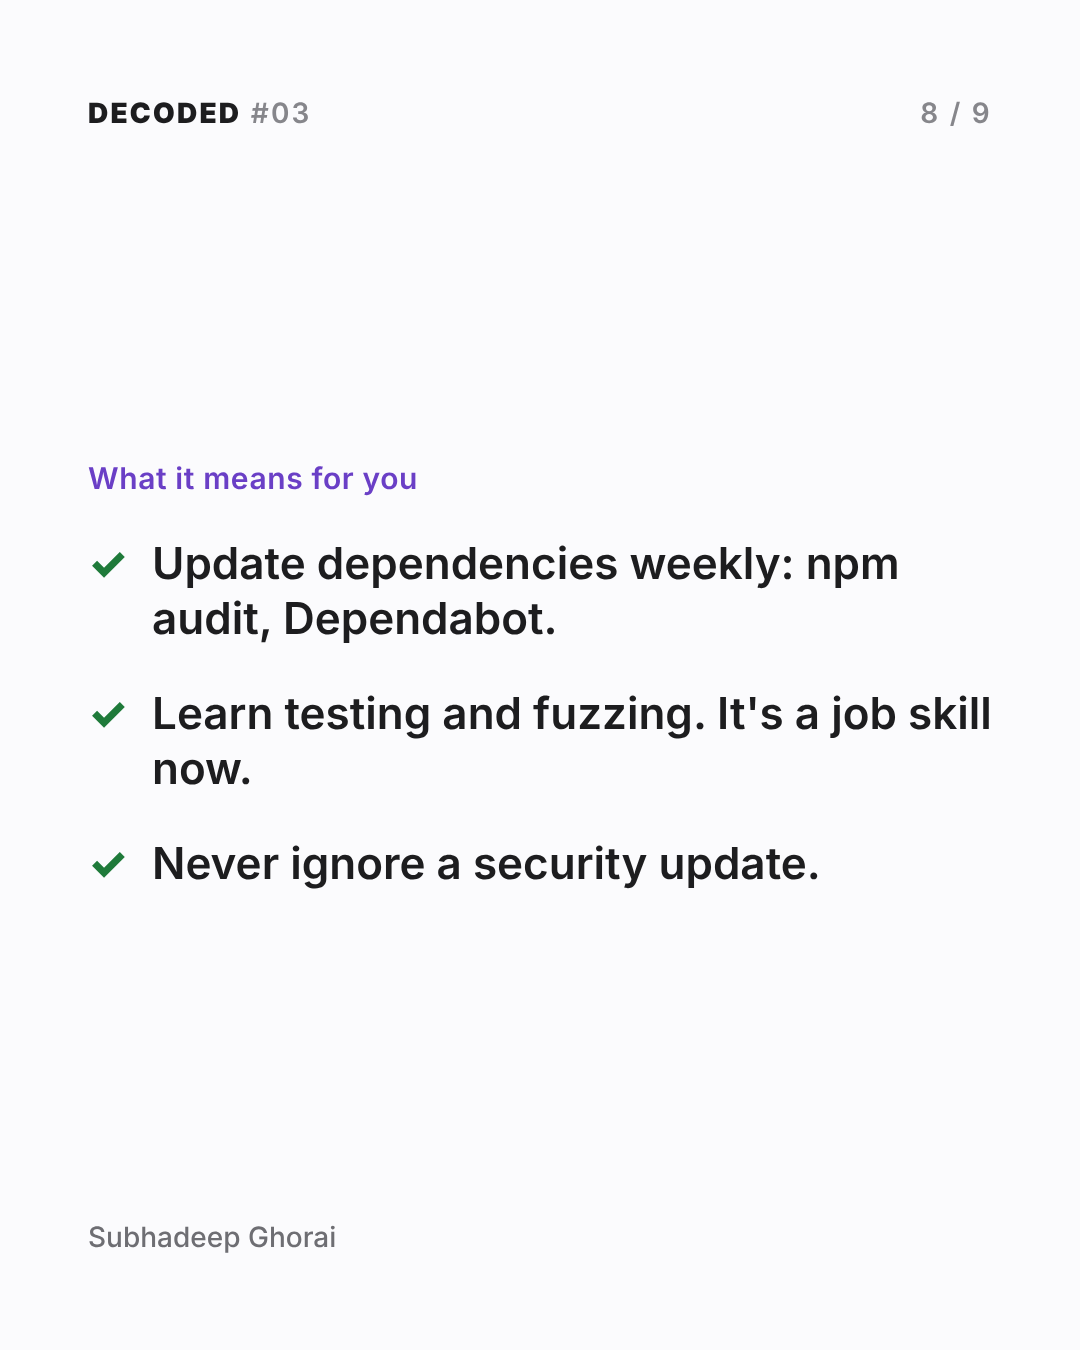 DECODED #03
8 / 9
What it means for you
Update dependencies weekly: npm
audit, Dependabot.
Learn testing and fuzzing. It's a job skill
now.
Never ignore a security update.
Subhadeep Ghorai